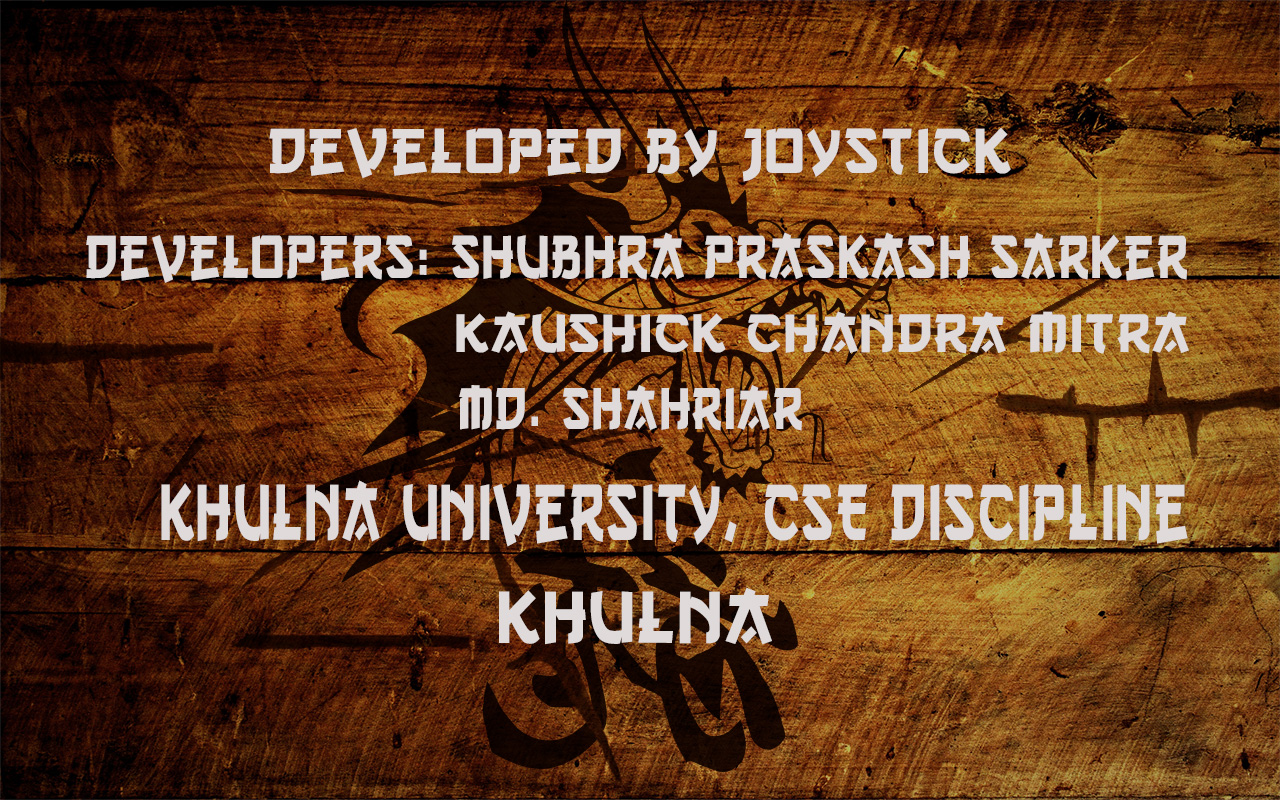 DEVELOPED BY JOYSTICK
DEVELOPERS: SHUBHRA PRASKASH SARKER
KAUSHICK CHANDRA MITRA
MD. SHAHRIAR
KHULNA UNIVERSITY, CSE DISCIPLINE
KHULNA